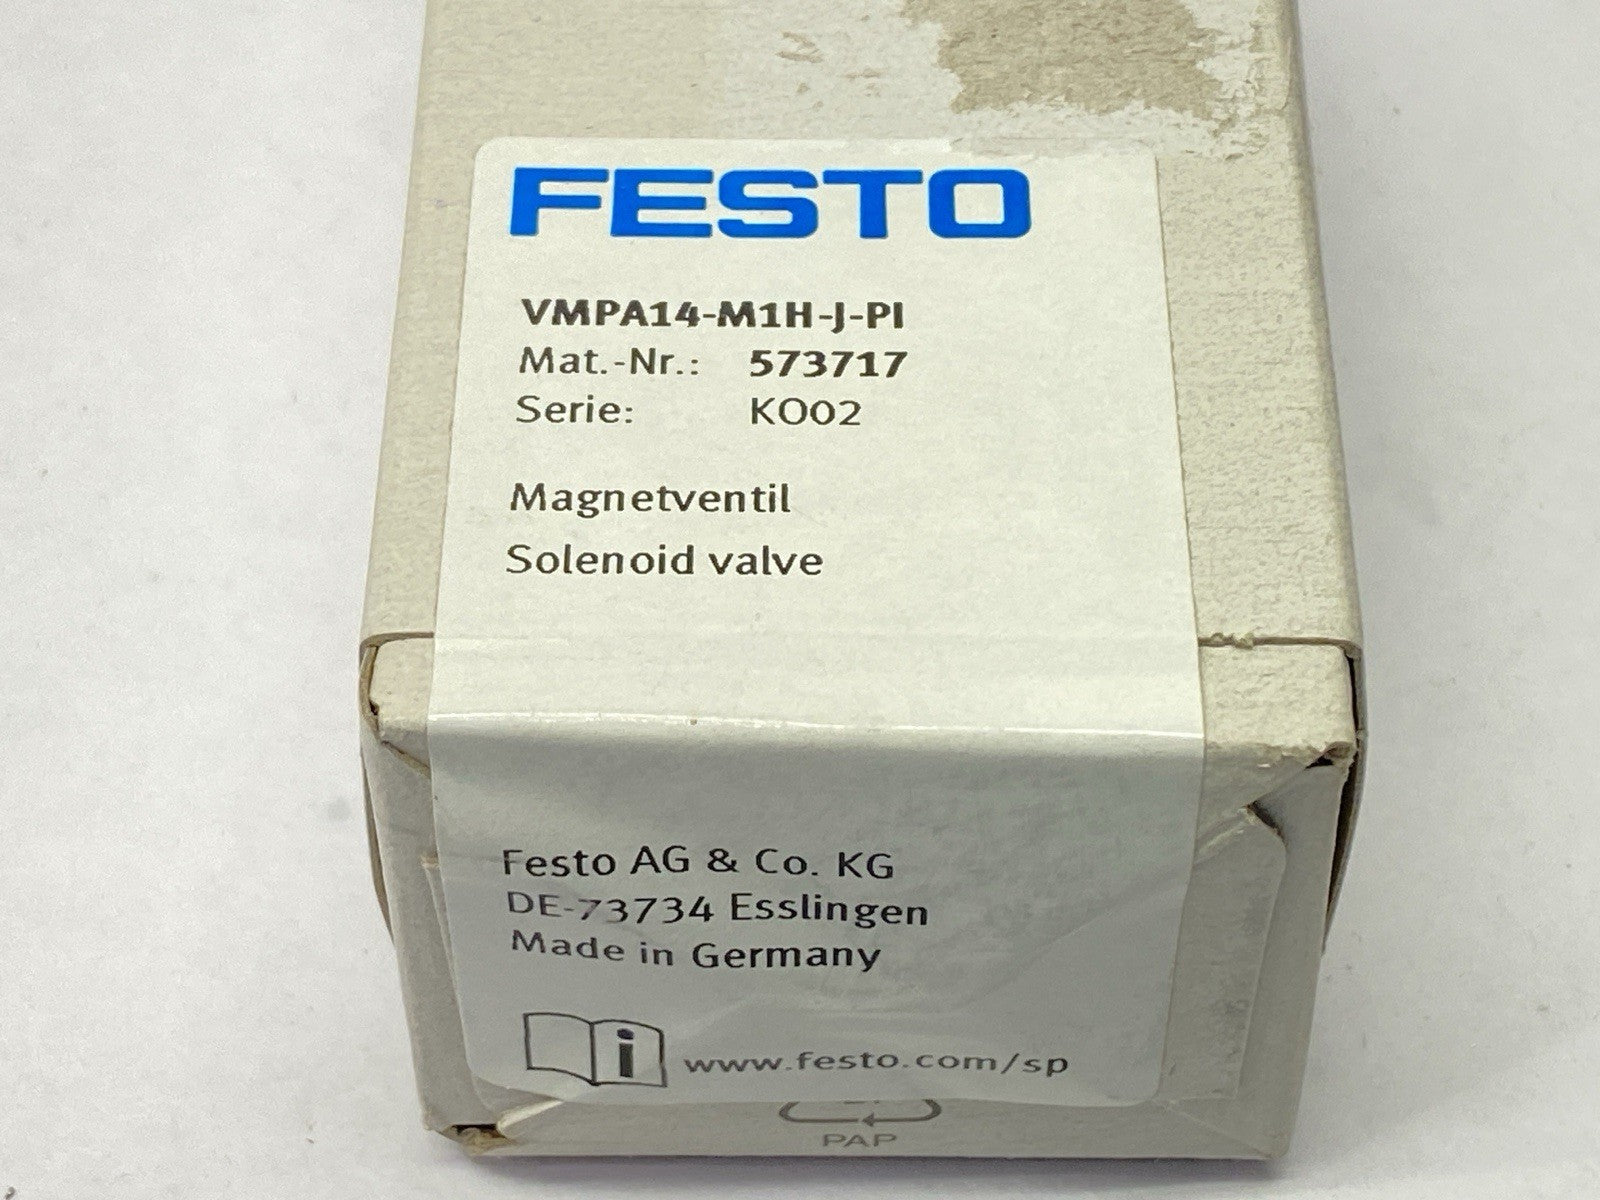 FESTO
VMPA14-M1H-J-PI
Mat.-Nr.: 573717
Serie: KO02
Magnetventil
Solenoid valve
Festo AG & Co. KG
DE-73734 Esslingen
Made in Germany
i www.festo.com/sp
PAP